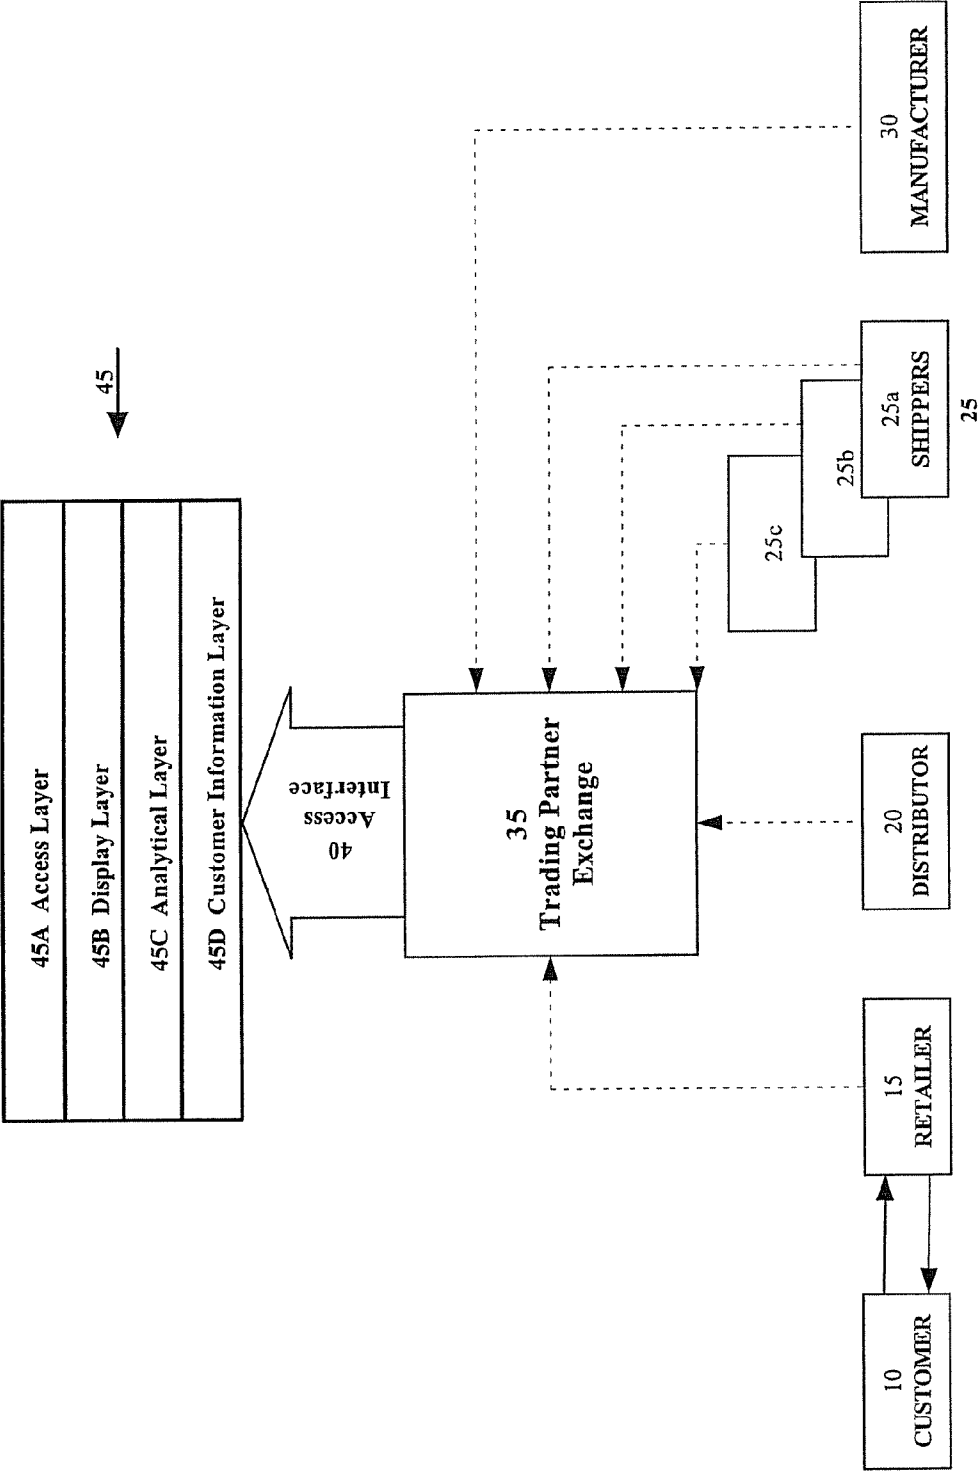 45
45A Access Layer
45B Display Layer
45C Analytical Layer
45D Customer Information Layer
40
Access
Interface
35
Trading Partner
Exchange
10
CUSTOMER
15
RETAILER
20
DISTRIBUTOR
25c
25b
25a
SHIPPERS
25
30
MANUFACTURER